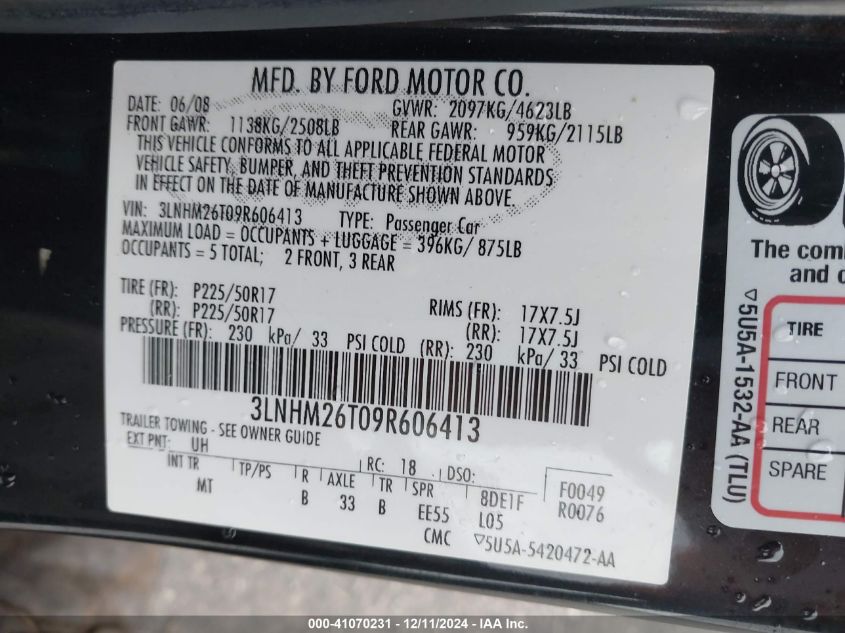 MFD. BY FORD MOTOR CO.
DATE: 06/08 GVWR: 2097KG/4623LB
FRONT GAWR: 1138KG/2508LB REAR GAWR: 959KG/2115LB
THIS VEHICLE CONFORMS TO ALL APPLICABLE FEDERAL MOTOR
VEHICLE SAFETY, BUMPER, AND THEFT PREVENTION STANDARDS
IN EFFECT ON THE DATE OF MANUFACTURE SHOWN ABOVE.
VIN: 3LNHM26T09R606413 TYPE: Passenger Car
MAXIMUM LOAD = OCCUPANTS + LUGGAGE = 396KG/ 875LB
OCCUPANTS = 5 TOTAL; 2 FRONT, 3 REAR
TIRE (FR): P225/50R17 RIMS (FR): 17X7.5J
(RR): P225/50R17 (RR): 17X7.5J
PRESSURE (FR): 230 kPa/ 33 PSI COLD (RR): 230 kPa/ 33 PSI COLD
3LNHM26T09R606413
TRAILER TOWING - SEE OWNER GUIDE
EXT PNT: UH RC: 18 DSO:
INT TR TP/PS R AXLE TR SPR 8DE1F F0049
MT B 33 B EE55 L05 R0076
CMC 5U5A-5420472-AA
The com
and
5U5A-1532-AA (TLU)
TIRE
FRONT
REAR
SPARE
000-41070231 - 12/11/2024 - IAA Inc.